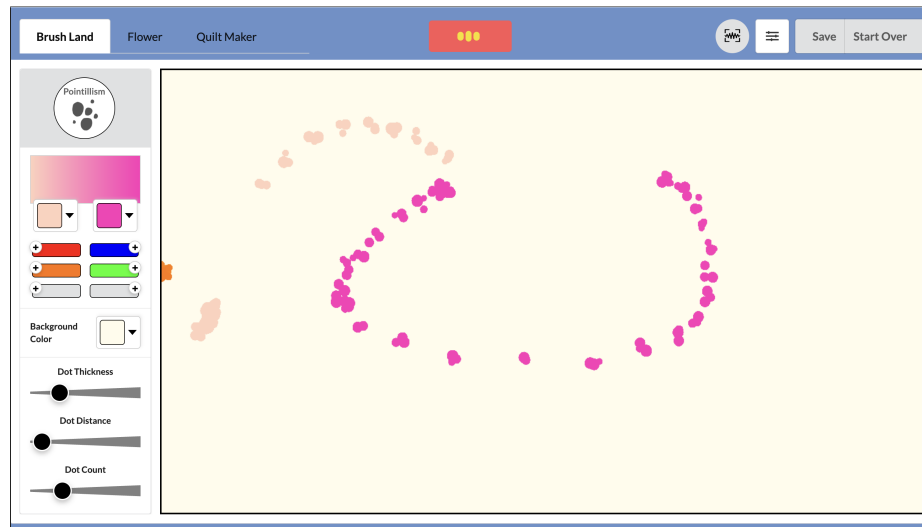 Brush Land
Flower
Quilt Maker
Save
Start Over
Pointillism
Background
Color
Dot Thickness
Dot Distance
Dot Count